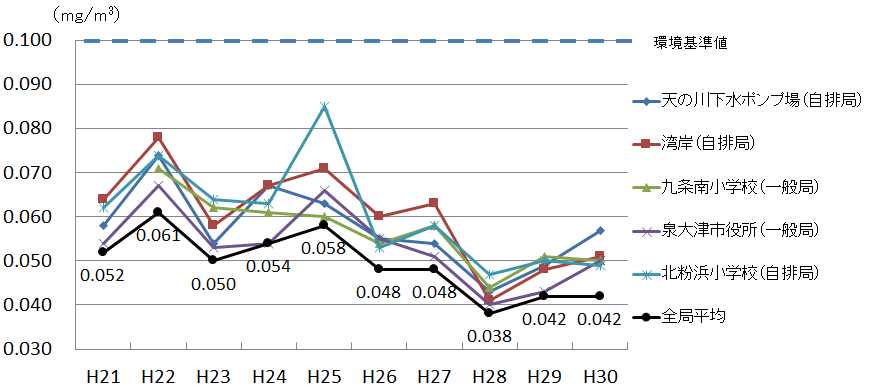 (mg/m³)
0.100
0.090
0.080
0.070
0.060
0.050
0.040
0.030
0.052
0.061
0.050
0.054
0.058
0.048
0.048
0.038
0.042
0.042
H21 H22 H23 H24 H25 H26 H27 H28 H29 H30
環境基準値
天の川下水ポンプ場(自排局)
湾岸(自排局)
九条南小学校(一般局)
泉大津市役所(一般局)
北粉浜小学校(自排局)
全局平均